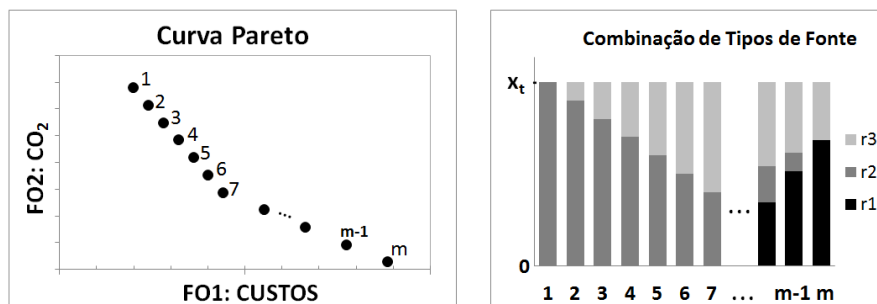 Curva Pareto
FO2: CO₂
1
2
3
4
5
6
7
...
m-1
m
FO1: CUSTOS
Combinação de Tipos de Fonte
Xₜ
0
...
r3
r2
r1
1 2 3 4 5 6 7 ... m-1 m